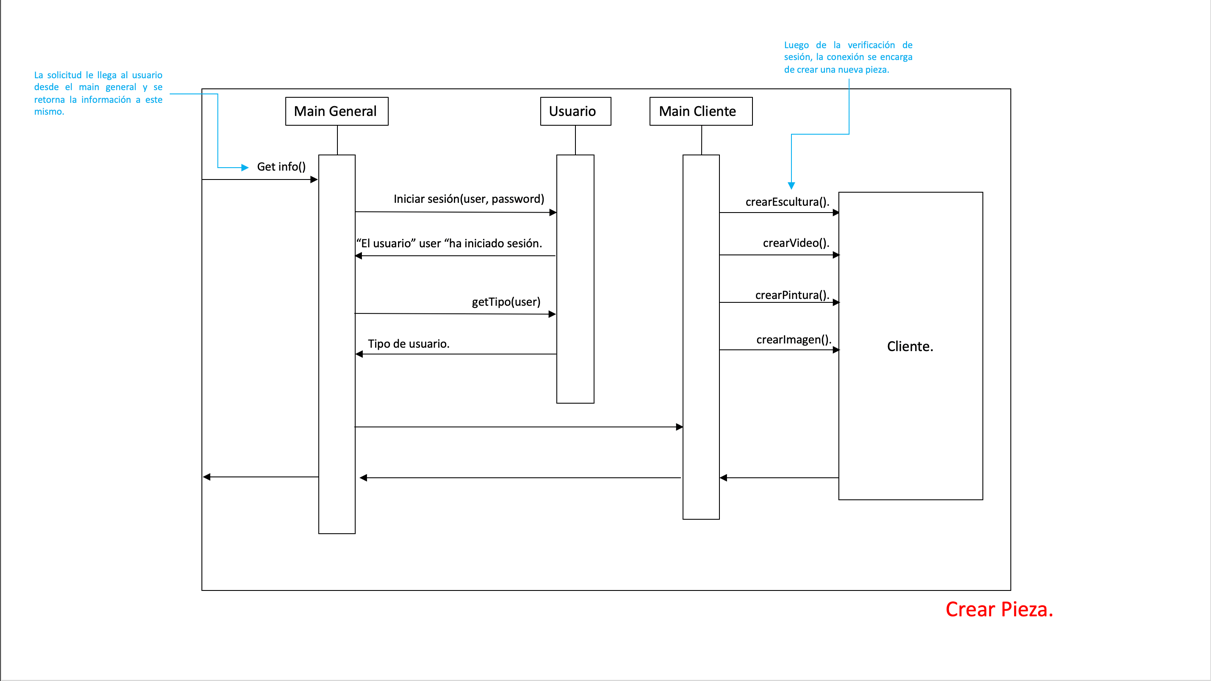 Luego de la verificación de
sesión, la conexión se encarga
de crear una nueva pieza.
La solicitud le llega al usuario
desde el main general y se
retorna la información a este
mismo.
Main General
Usuario
Main Cliente
Get info()
Iniciar sesión(user, password)
crearEscultura().
“El usuario” user “ha iniciado sesión.
crearVideo().
getTipo(user)
crearPintura().
Tipo de usuario.
crearImagen().
Cliente.
Crear Pieza.